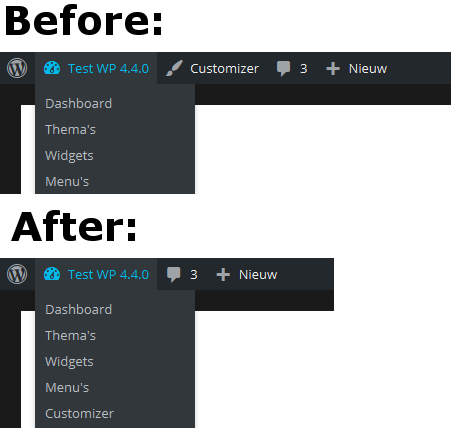 Before:
Test WP 4.4.0 Customizer 3 Nieuw
Dashboard
Thema's
Widgets
Menu's
After:
Test WP 4.4.0 3 Nieuw
Dashboard
Thema's
Widgets
Menu's
Customizer